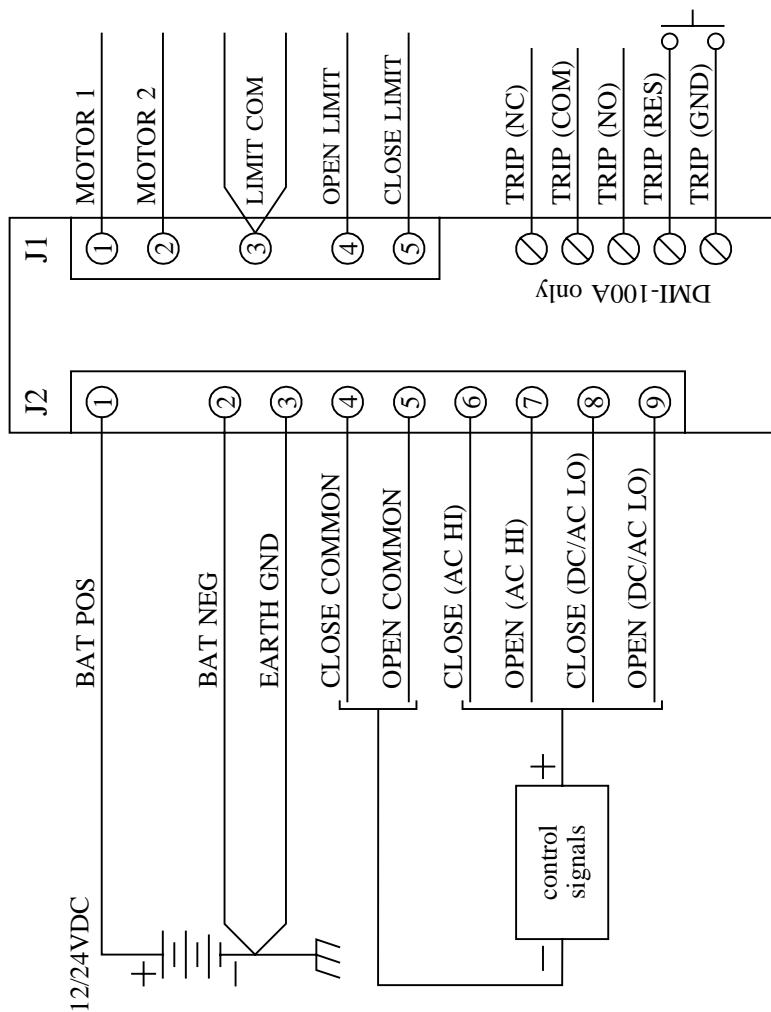 J1
1
MOTOR 1
2
MOTOR 2
3
LIMIT COM
4
OPEN LIMIT
5
CLOSE LIMIT
TRIP (NC)
TRIP (COM)
TRIP (NO)
TRIP (RES)
TRIP (GND)
DMI-100A only
J2
1
BAT POS
2
BAT NEG
3
EARTH GND
4
CLOSE COMMON
5
OPEN COMMON
6
CLOSE (AC HI)
7
OPEN (AC HI)
8
CLOSE (DC/AC LO)
9
OPEN (DC/AC LO)
12/24VDC
+
−
+
control
signals
−